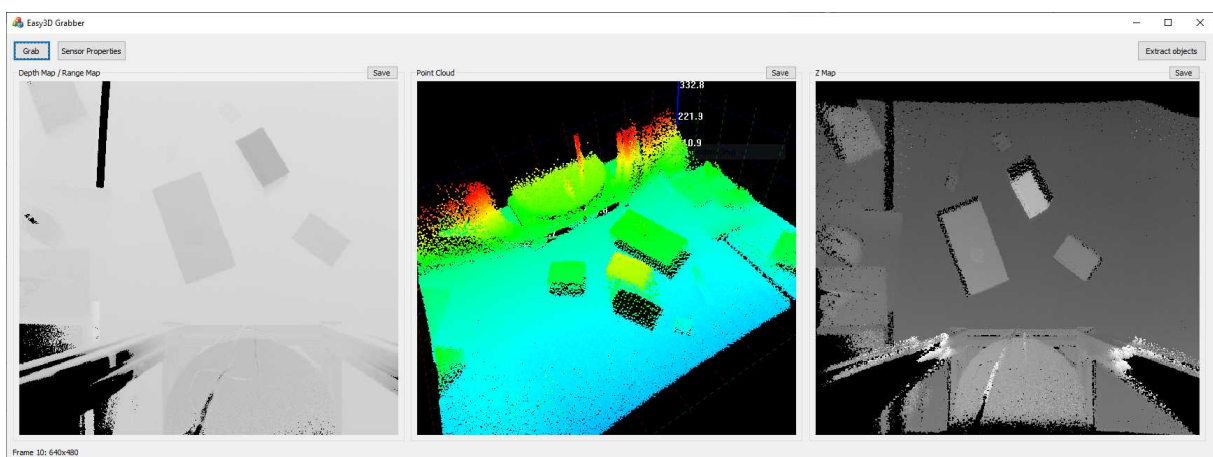 Easy3D Grabber
Grab Sensor Properties Extract objects
Depth Map / Range Map Save Point Cloud Save Z Map Save
332.8
221.9
Frame 10: 640x480